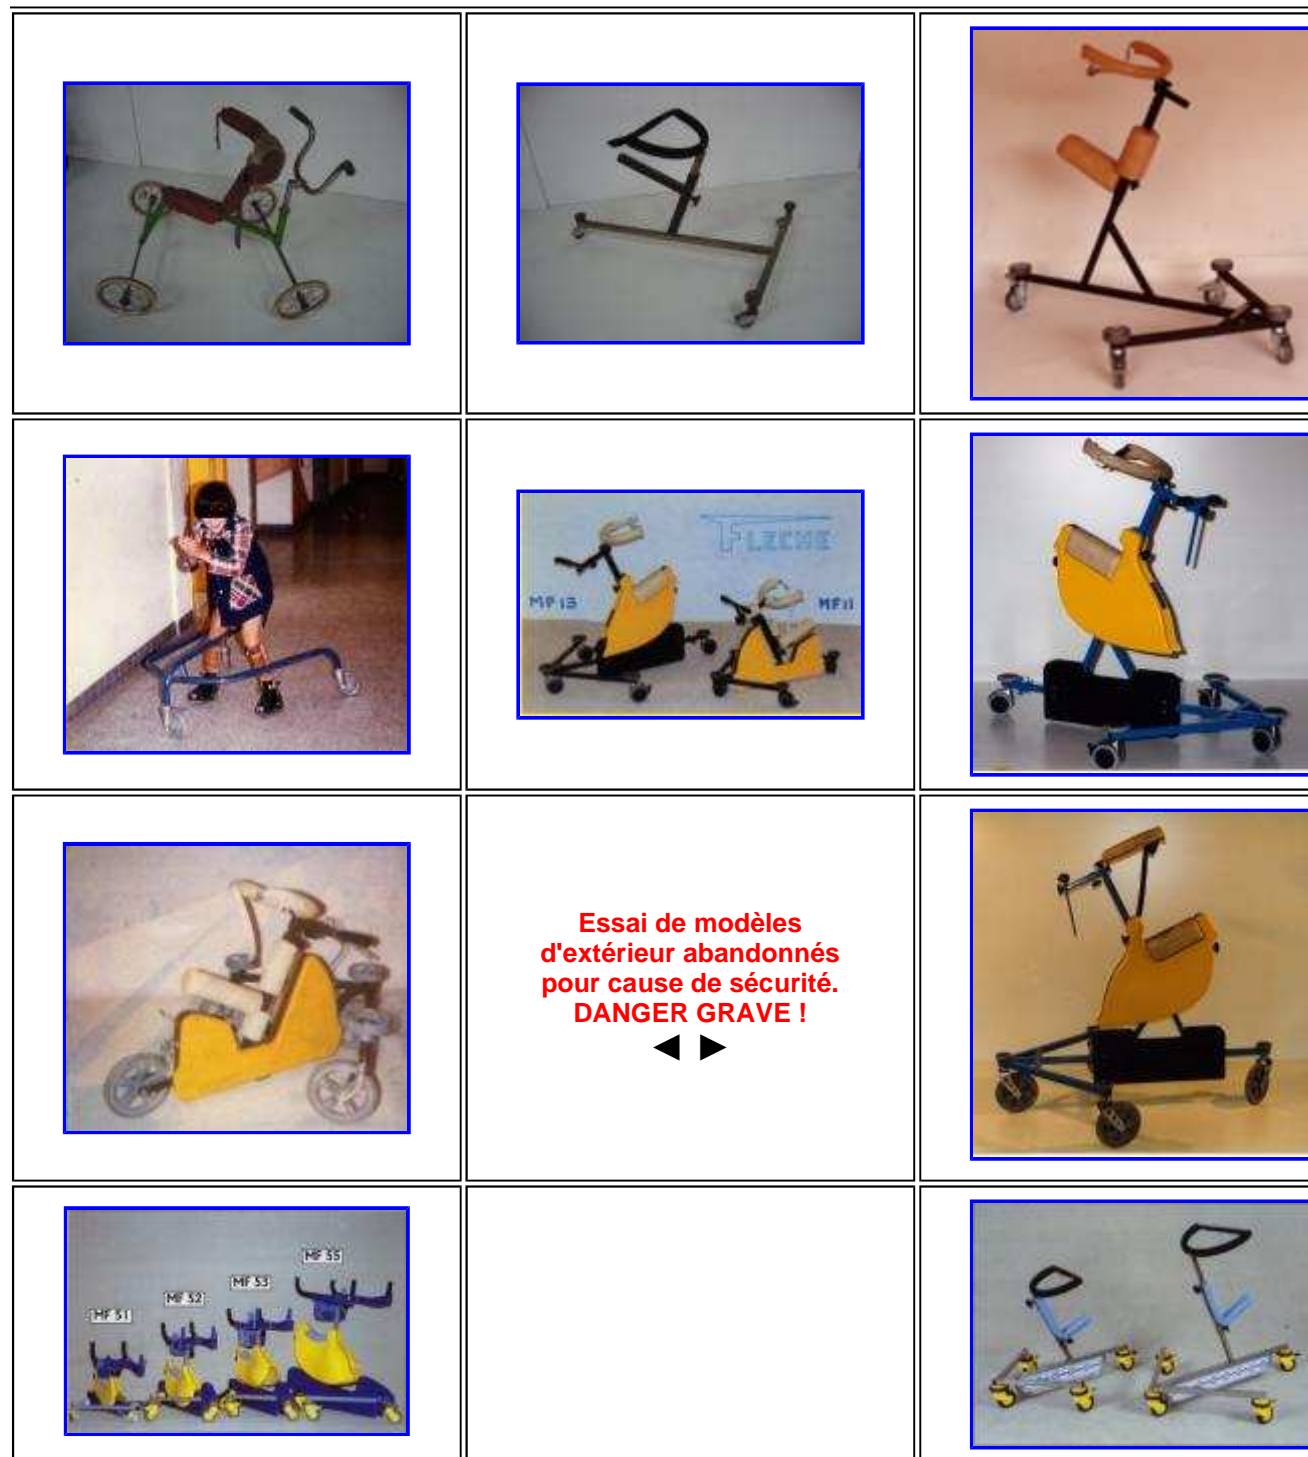 FLECHE
MF 13
MF 11
Essai de modèles
d'extérieur abandonnés
pour cause de sécurité.
DANGER GRAVE !
MF 55
MF 53
MF 52
MF 51